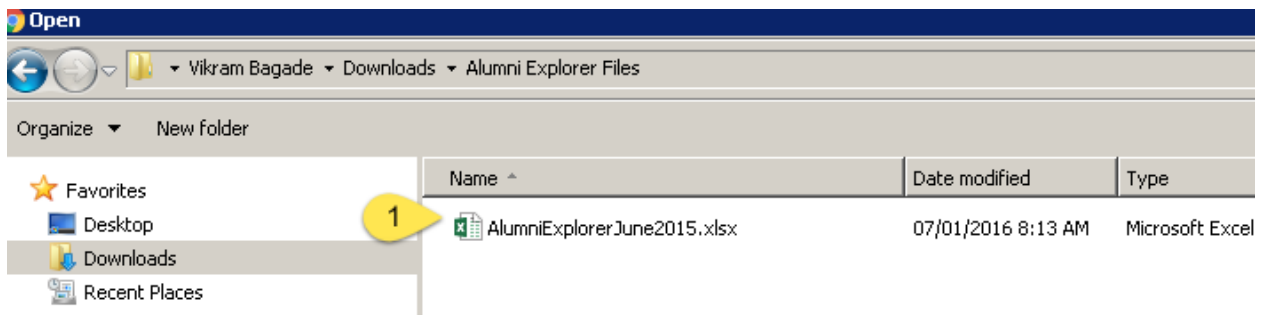 Open
Vikram Bagade Downloads Alumni Explorer Files
Organize New folder
Favorites
Desktop
Downloads
Recent Places
Name Date modified Type
1 AlumniExplorerJune2015.xlsx 07/01/2016 8:13 AM Microsoft Excel